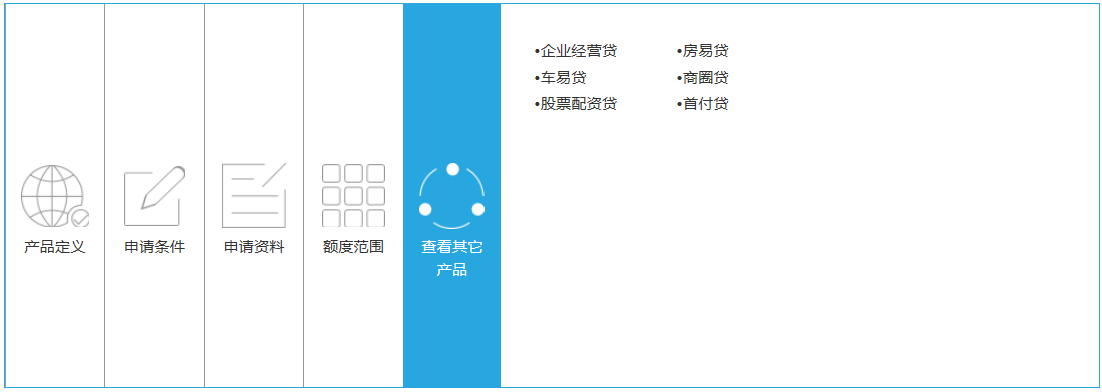 产品定义
申请条件
申请资料
额度范围
查看其它
产品
•企业经营贷
•房易贷
•车易贷
•商圈贷
•股票配资贷
•首付贷